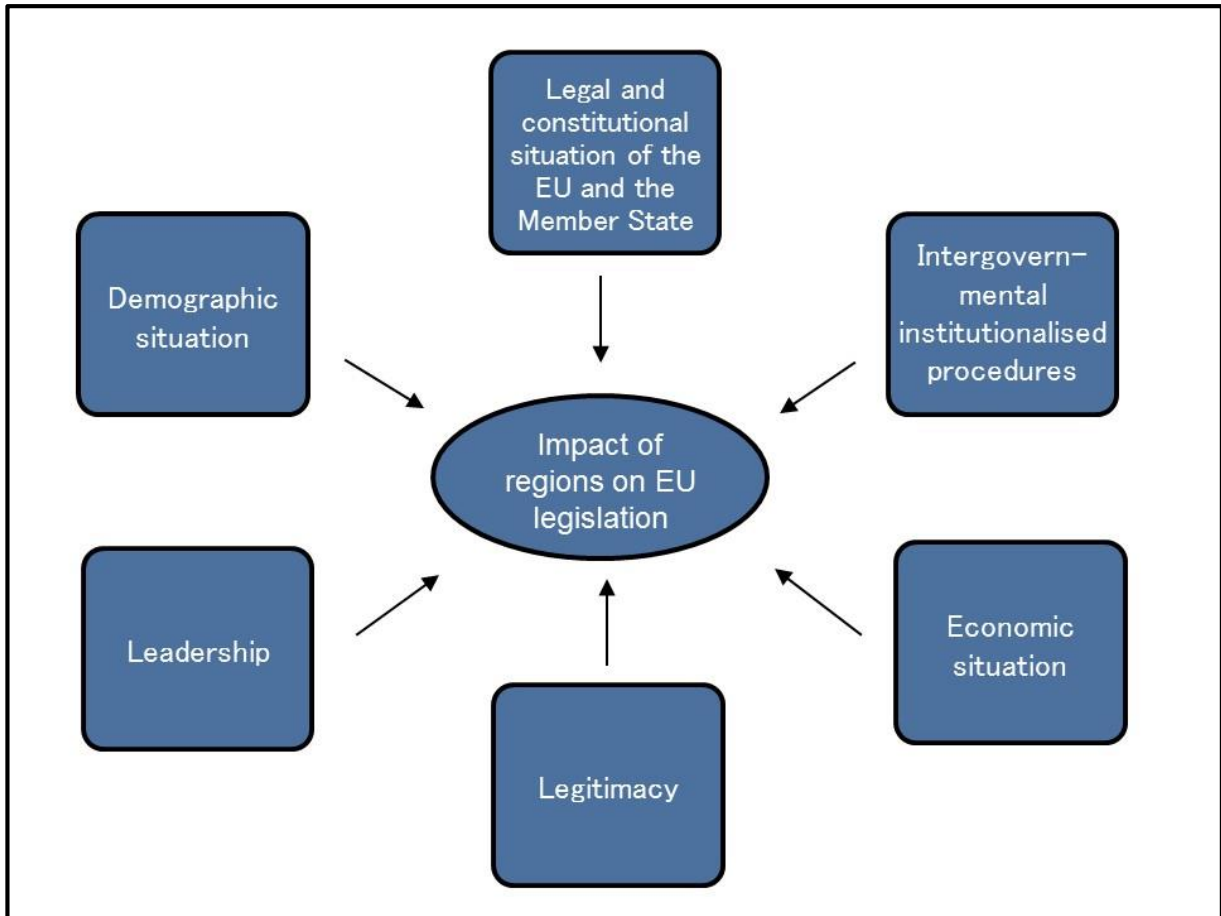 Legal and
constitutional
situation of the
EU and the
Member State
Demographic
situation
Intergovern-
mental
institutionalised
procedures
Impact of
regions on EU
legislation
Leadership
Economic
situation
Legitimacy